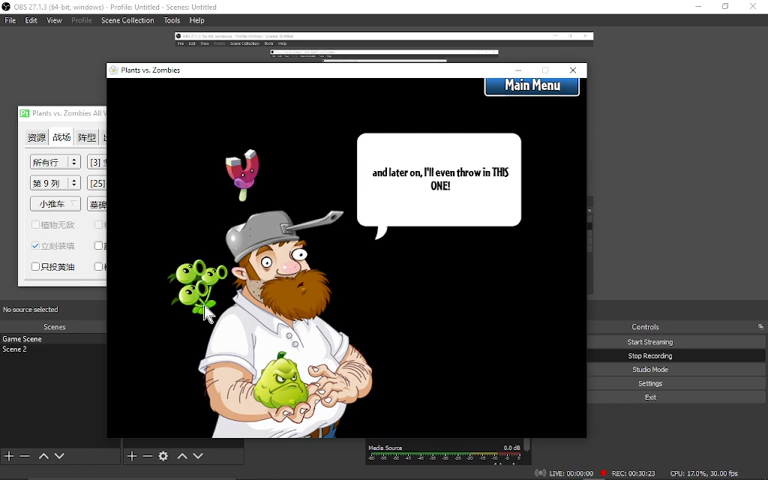 OBS 27.1.3 (64-bit, windows) - Profile: Untitled - Scenes: Untitled
File Edit View Profile Scene Collection Tools Help
Plants vs. Zombies
Main Menu
Plants vs. Zombies All
资源 战场 阵型
and later on, I'll even throw in THIS
ONE!
所有行 [3]
第 9 列 [25]
小推车
植物无敌
立刻装填
只投黄油
No source selected
Scenes
Controls
Game Scene
Scene 2
Start Streaming
Stop Recording
Studio Mode
Settings
Exit
Media Source 0.0 dB
LIVE: 00:00:00 REC: 00:30:23 CPU: 17.0%, 30.00 fps